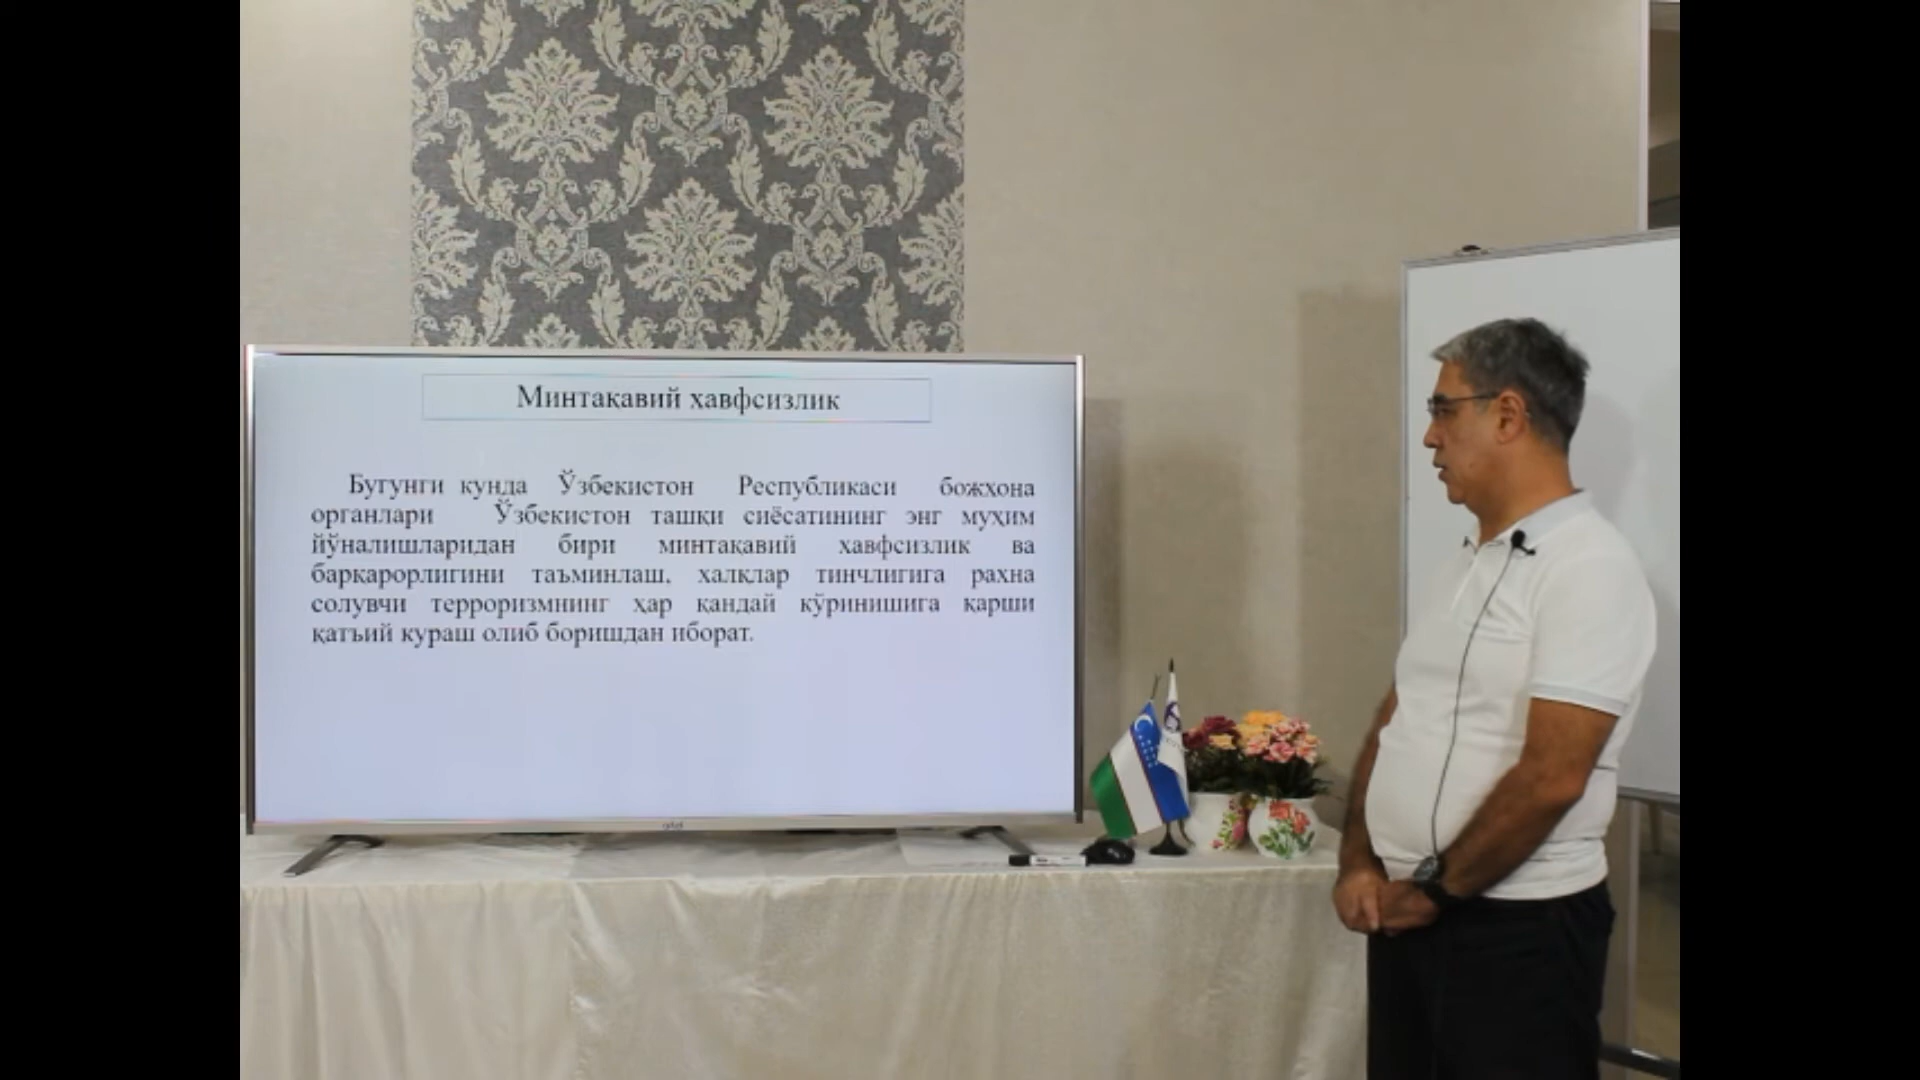 Минтақавий хавфсизлик
Бугунги кунда Ўзбекистон Республикаси божхона
органлари Ўзбекистон ташқи сиёсатининг энг муҳим
йўналишларидан бири минтақавий хавфсизлик ва
барқарорлигини таъминлаш, халқлар тинчлигига рахна
солувчи терроризмнинг ҳар қандай кўринишига қарши
қатъий кураш олиб боришдан иборат.